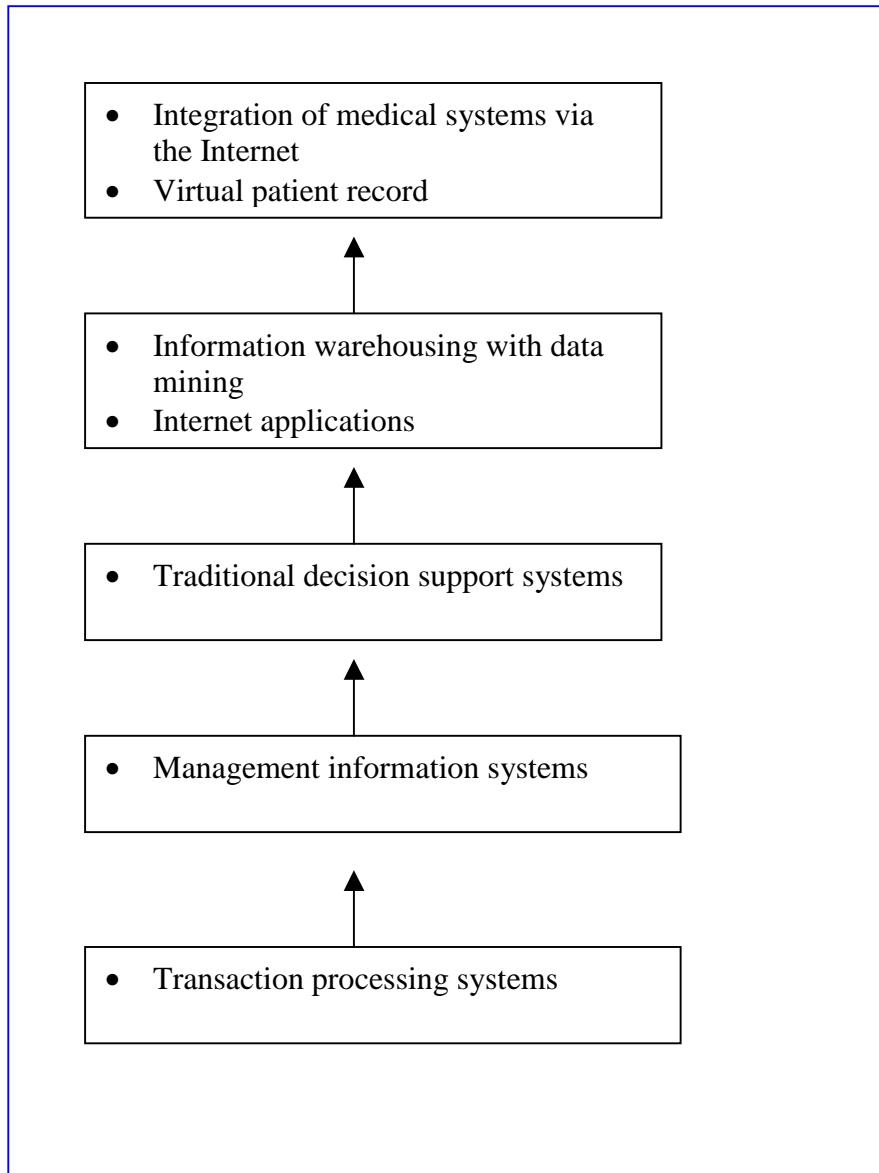 • Integration of medical systems via
the Internet
• Virtual patient record
• Information warehousing with data
mining
• Internet applications
• Traditional decision support systems
• Management information systems
• Transaction processing systems